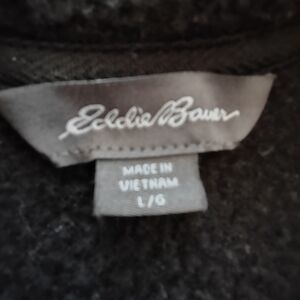 Eddie Bauer
MADE IN
VIETNAM
L/G